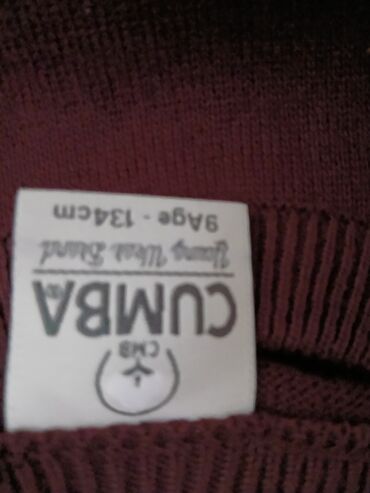 CMB
CUMBA
Young Wear Brand
9Age - 134cm